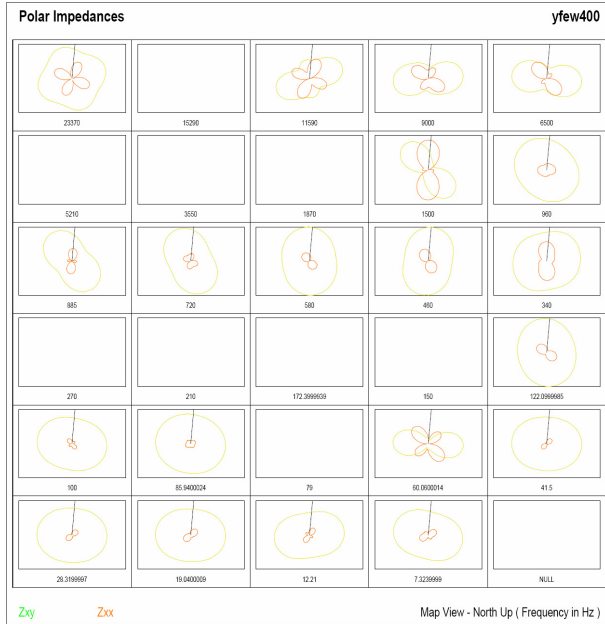 Polar Impedances yfew400
23370 15290 11590 9000 6500
5210 3550 1870 1500 960
685 720 580 460 340
270 210 172.3999939 150 122.0999985
100 85.9400024 79 60.0600014 41.5
28.3199997 19.0400009 12.21 7.3239999 NULL
Zxy Zxx Map View - North Up ( Frequency in Hz )